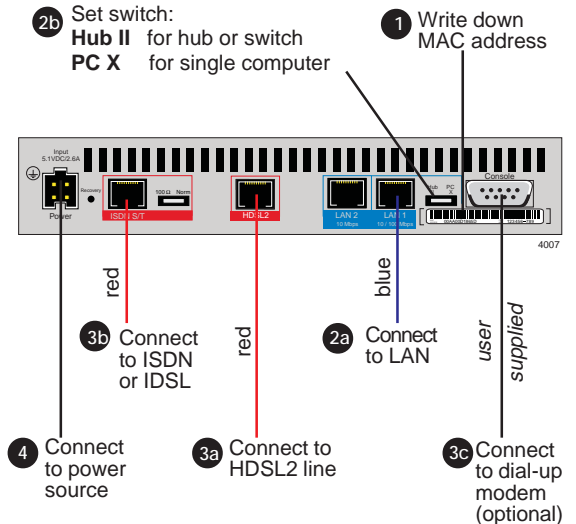 2b Set switch:
Hub II for hub or switch
PC X for single computer
1 Write down
MAC address
Input
5.1VDC/2.6A
Power
Recovery
100Ω Norm
ISDN S/T
HDSL2
LAN 2
10 Mbps
LAN 1
10 / 100 Mbps
Hub PC
X
Console
4007
red
red
blue
user
supplied
3b Connect
to ISDN
or IDSL
2a Connect
to LAN
4 Connect
to power
source
3a Connect to
HDSL2 line
3c Connect
to dial-up
modem
(optional)